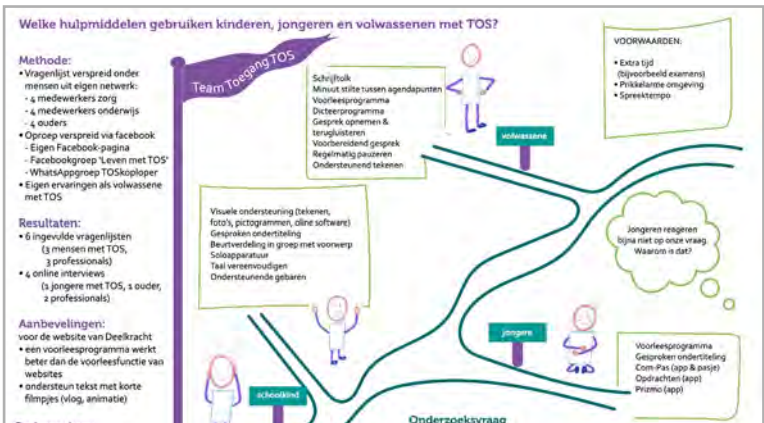 Welke hulpmiddelen gebruiken kinderen, jongeren en volwassenen met TOS?
Methode:
• Vragenlijst verspreid onder
mensen uit eigen netwerk:
- 4 medewerkers zorg
- 4 medewerkers onderwijs
- 4 ouders
• Oproep verspreid via facebook
- Eigen Facebook-pagina
- Facebookgroep 'Leven met TOS'
- WhatsAppgroep TOSkoploper
• Eigen ervaringen als volwassene
met TOS
Resultaten:
• 6 ingevulde vragenlijsten
(3 mensen met TOS,
3 professionals)
• 4 online interviews
(1 jongere met TOS, 1 ouder,
2 professionals)
Aanbevelingen:
voor de website van Deelkracht
• een voorleesprogramma werkt
beter dan de voorleesfunctie van
websites
• ondersteun tekst met korte
filmpjes (vlog, animatie)
Team Toegang TOS
Schrijftolk
Minuut stilte tussen agendapunten
Voorleesprogramma
Dicteerprogramma
Gesprek opnemen &
terugluisteren
Voorbereidend gesprek
Regelmatig pauzeren
Ondersteunend tekenen
volwassene
VOORWAARDEN:
• Extra tijd
(bijvoorbeeld examens)
• Prikkelarme omgeving
• Spreektempo
Visuele ondersteuning (tekenen,
foto's, pictogrammen, oline software)
Gesproken ondertiteling
Beurtverdeling in groep met voorwerp
Soloapparatuur
Taal vereenvoudigen
Ondersteunende gebaren
Jongeren reageren
bijna niet op onze vraag.
Waarom is dat?
jongere
Voorleesprogramma
Gesproken ondertiteling
Com-Pas (app & pasje)
Opdrachten (app)
Prizmo (app)
schoolkind
Onderzoeksvraag